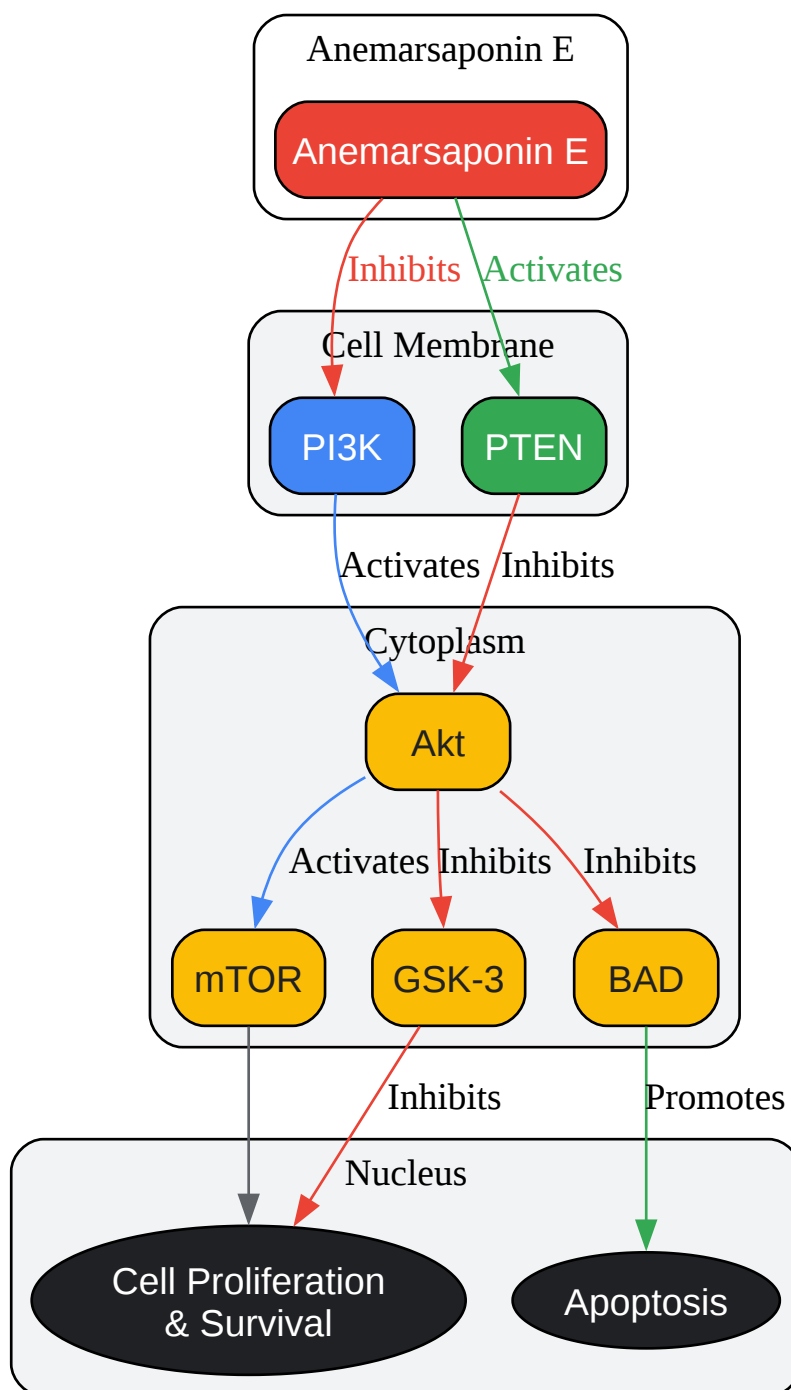 Anemarsaponin E
Anemarsaponin E
Inhibits
Activates
Cell Membrane
PI3K
PTEN
Activates
Inhibits
Cytoplasm
Akt
Activates
Inhibits
Inhibits
mTOR
GSK-3
BAD
Inhibits
Promotes
Nucleus
Cell Proliferation
& Survival
Apoptosis